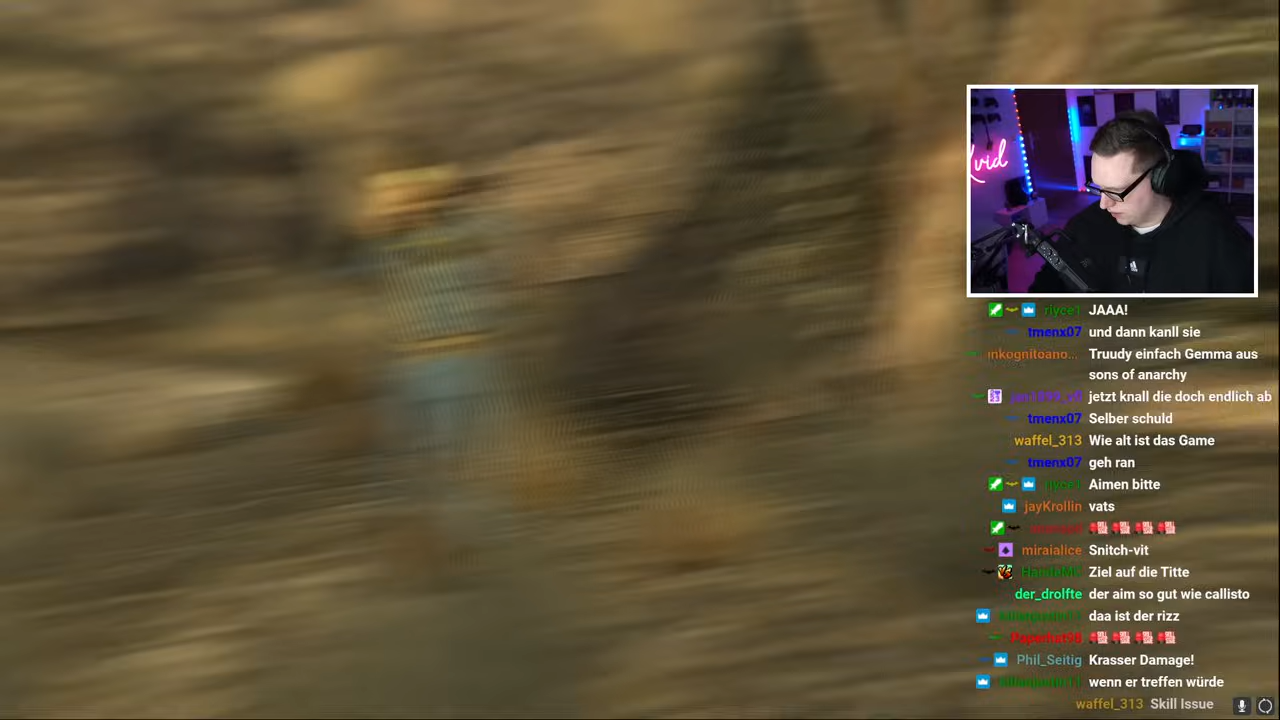 Kvid
JAAA!
tmenx07 und dann kanll sie
Truudy einfach Gemma aus
sons of anarchy
jetzt knall die doch endlich ab
tmenx07 Selber schuld
waffel_313 Wie alt ist das Game
tmenx07 geh ran
Aimen bitte
jayKrollin vats
miraialice Snitch-vit
Ziel auf die Titte
der_drolfte der aim so gut wie callisto
daa ist der rizz
Phil_Seitig Krasser Damage!
wenn er treffen würde
waffel_313 Skill Issue